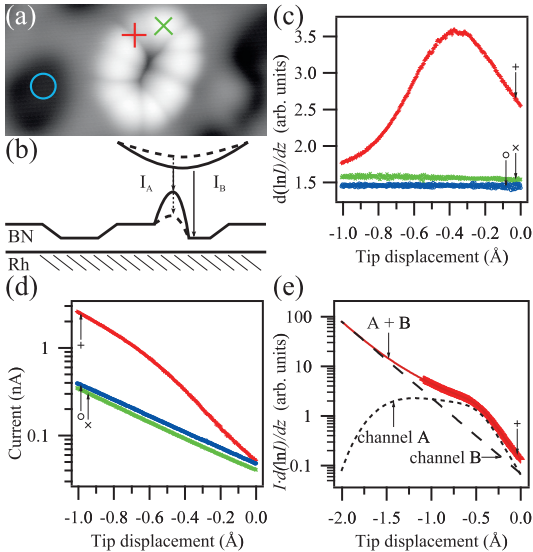 (a)
(b)
I_A
I_B
BN
Rh
(c)
d(lnI)/dz (arb. units)
3.5
3.0
2.5
2.0
1.5
+
o ×
-1.0 -0.8 -0.6 -0.4 -0.2 0.0
Tip displacement (Å)
(d)
Current (nA)
1
0.1
+
o
×
-1.0 -0.8 -0.6 -0.4 -0.2 0.0
Tip displacement (Å)
(e)
I·d(lnI)/dz (arb. units)
100
10
1
0.1
A + B
channel A
channel B
+
-2.0 -1.5 -1.0 -0.5 0.0
Tip displacement (Å)